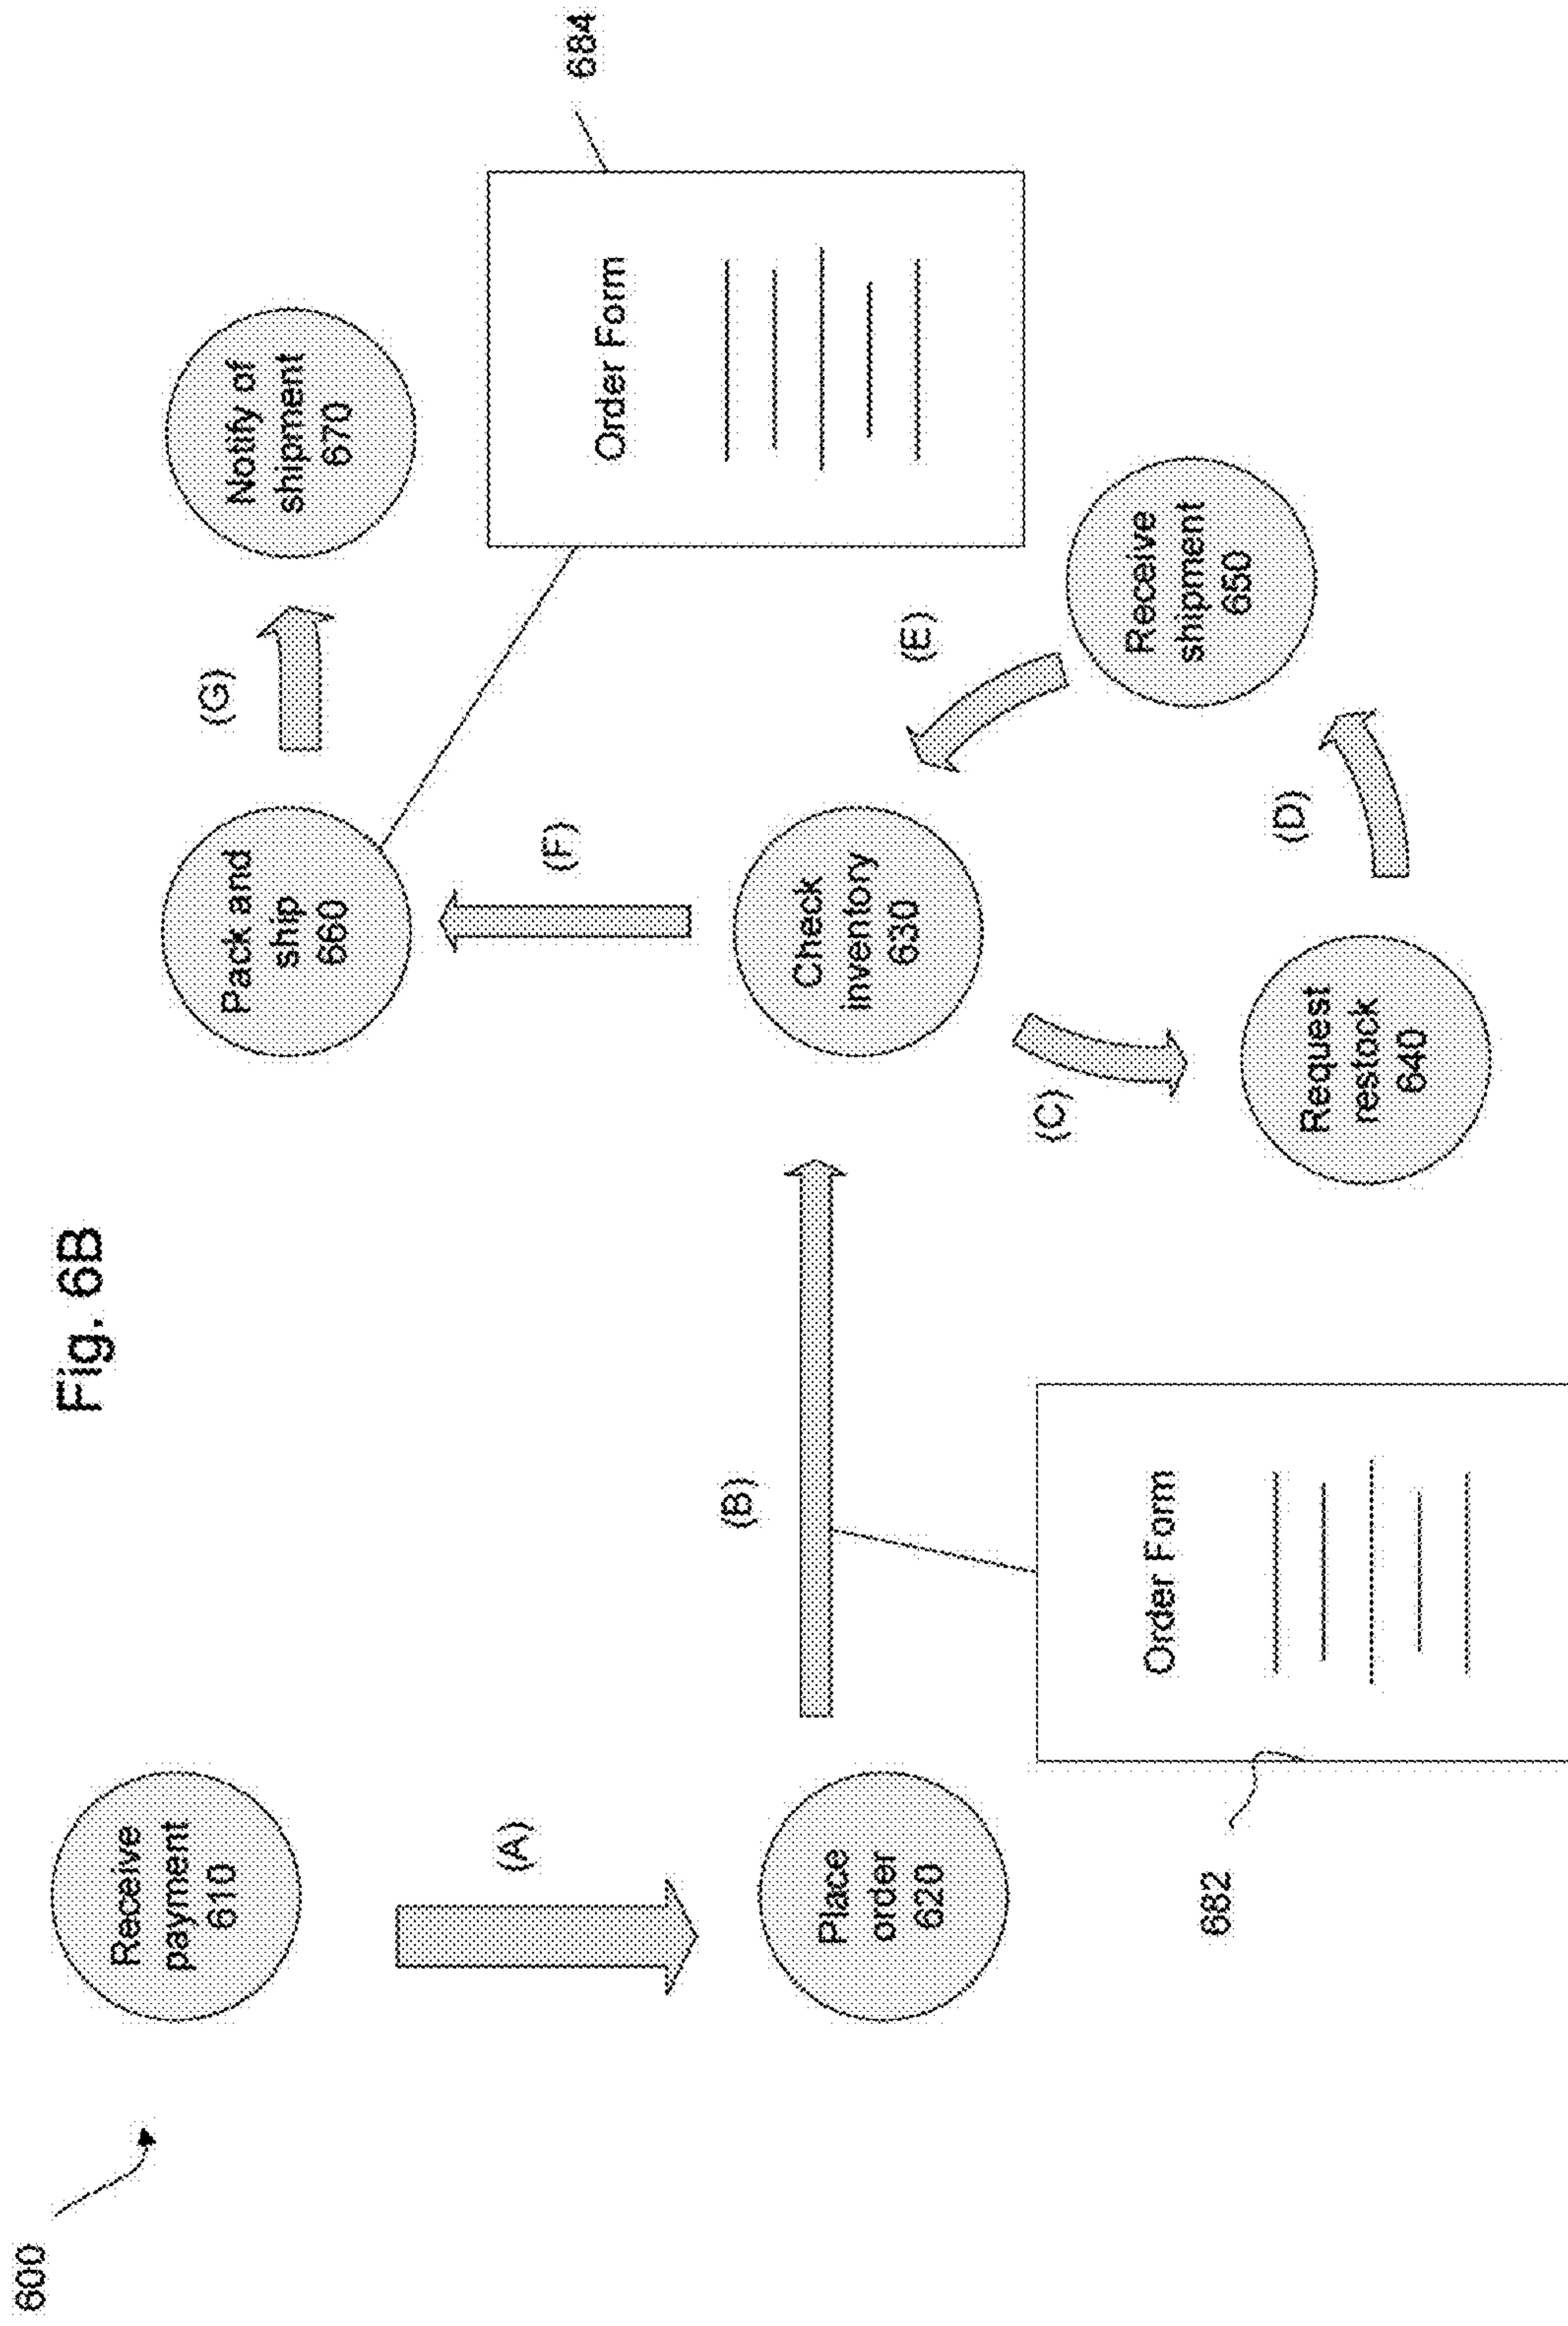 600
Fig. 6B
Receive
payment
610
(G)
Pack and
ship
660
Notify of
shipment
670
(A)
(F)
684
Order Form
(B)
Place
order
620
Check
inventory
630
(E)
(C)
Order Form
682
Receive
shipment
650
(D)
Request
restock
640